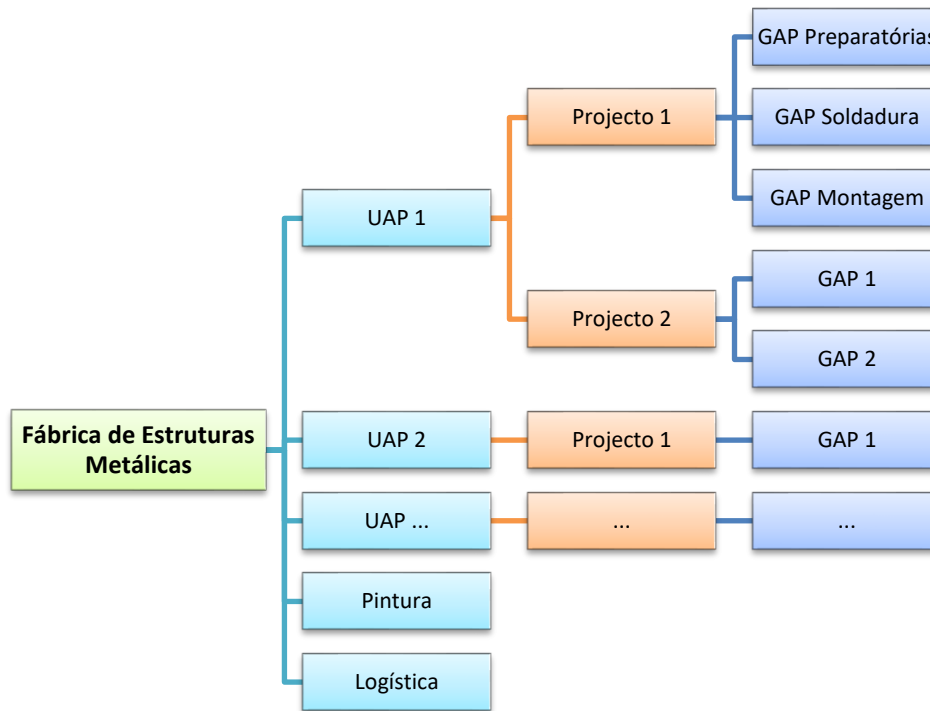 GAP Preparatórias
Projecto 1
GAP Soldadura
GAP Montagem
UAP 1
GAP 1
Projecto 2
GAP 2
Fábrica de Estruturas
Metálicas
UAP 2
Projecto 1
GAP 1
UAP ...
...
...
Pintura
Logística